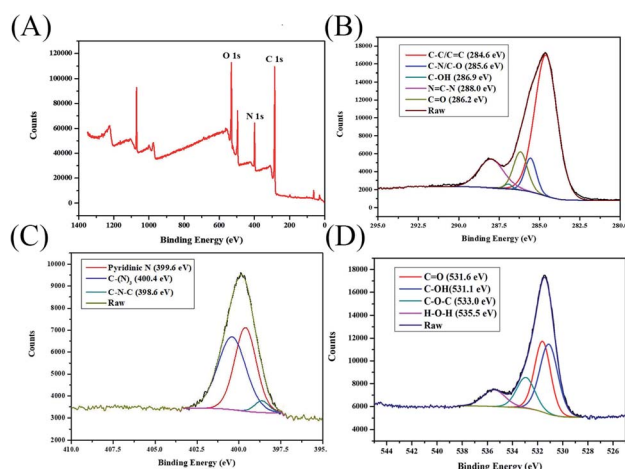 (A)
O 1s
C 1s
N 1s
Counts
120000
100000
80000
60000
40000
20000
0
1400 1200 1000 800 600 400 200 0
Binding Energy (eV)
(B)
C-C/C=C (284.6 eV)
C-N/C-O (285.6 eV)
C-OH (286.9 eV)
N=C-N (288.0 eV)
C=O (286.2 eV)
Raw
Counts
18000
16000
14000
12000
10000
8000
6000
4000
2000
0
295.0 292.5 290.0 287.5 285.0 282.5 280.0
Binding Energy (eV)
(C)
Pyridinic N (399.6 eV)
C-(N)3 (400.4 eV)
C-N-C (398.6 eV)
Raw
Counts
11000
10000
9000
8000
7000
6000
5000
4000
3000
2000
410.0 407.5 405.0 402.5 400.0 397.5 395.
Binding Energy (eV)
(D)
C=O (531.6 eV)
C-OH(531.1 eV)
C-O-C (533.0 eV)
H-O-H (535.5 eV)
Raw
Counts
18000
16000
14000
12000
10000
8000
6000
4000
544 542 540 538 536 534 532 530 528 526
Binding Energy (eV)